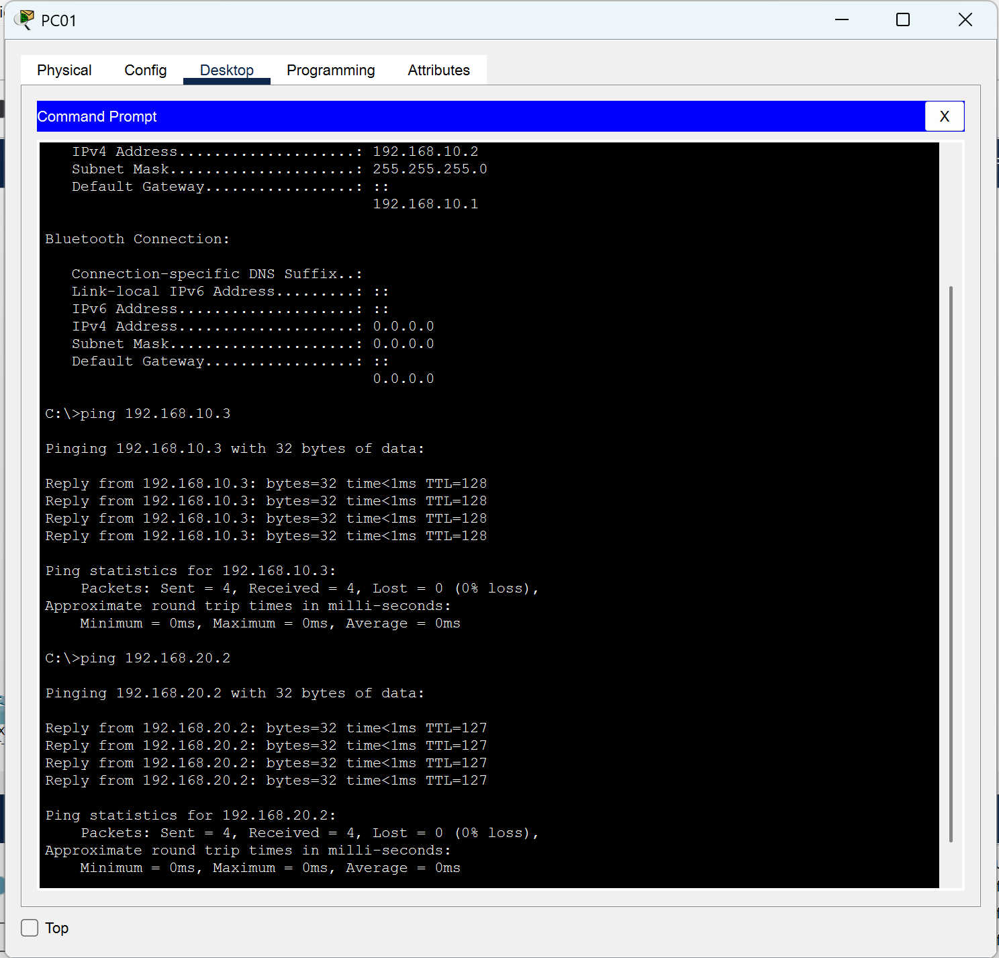 PC01
Physical Config Desktop Programming Attributes
Command Prompt X
IPv4 Address....................: 192.168.10.2
Subnet Mask.....................: 255.255.255.0
Default Gateway.................: ::
192.168.10.1
Bluetooth Connection:
Connection-specific DNS Suffix..:
Link-local IPv6 Address.........: ::
IPv6 Address....................: ::
IPv4 Address....................: 0.0.0.0
Subnet Mask.....................: 0.0.0.0
Default Gateway.................: ::
0.0.0.0
C:\>ping 192.168.10.3
Pinging 192.168.10.3 with 32 bytes of data:
Reply from 192.168.10.3: bytes=32 time<1ms TTL=128
Reply from 192.168.10.3: bytes=32 time<1ms TTL=128
Reply from 192.168.10.3: bytes=32 time<1ms TTL=128
Reply from 192.168.10.3: bytes=32 time<1ms TTL=128
Ping statistics for 192.168.10.3:
Packets: Sent = 4, Received = 4, Lost = 0 (0% loss),
Approximate round trip times in milli-seconds:
Minimum = 0ms, Maximum = 0ms, Average = 0ms
C:\>ping 192.168.20.2
Pinging 192.168.20.2 with 32 bytes of data:
Reply from 192.168.20.2: bytes=32 time<1ms TTL=127
Reply from 192.168.20.2: bytes=32 time<1ms TTL=127
Reply from 192.168.20.2: bytes=32 time<1ms TTL=127
Reply from 192.168.20.2: bytes=32 time<1ms TTL=127
Ping statistics for 192.168.20.2:
Packets: Sent = 4, Received = 4, Lost = 0 (0% loss),
Approximate round trip times in milli-seconds:
Minimum = 0ms, Maximum = 0ms, Average = 0ms
Top